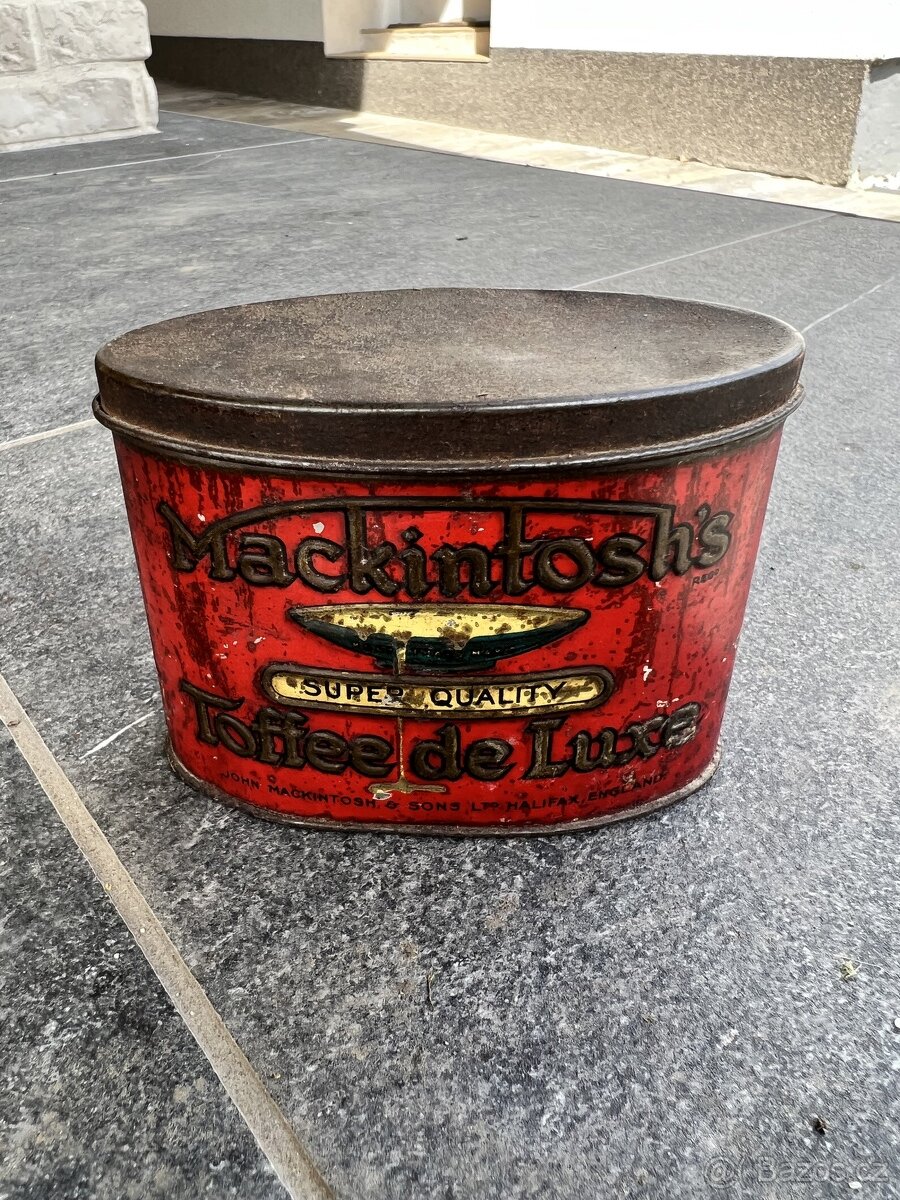 Mackintosh's
REGD
SUPER QUALITY
Toffee de Luxe
JOHN MACKINTOSH & SONS LTD HALIFAX, ENGLAND
© Bazos.cz